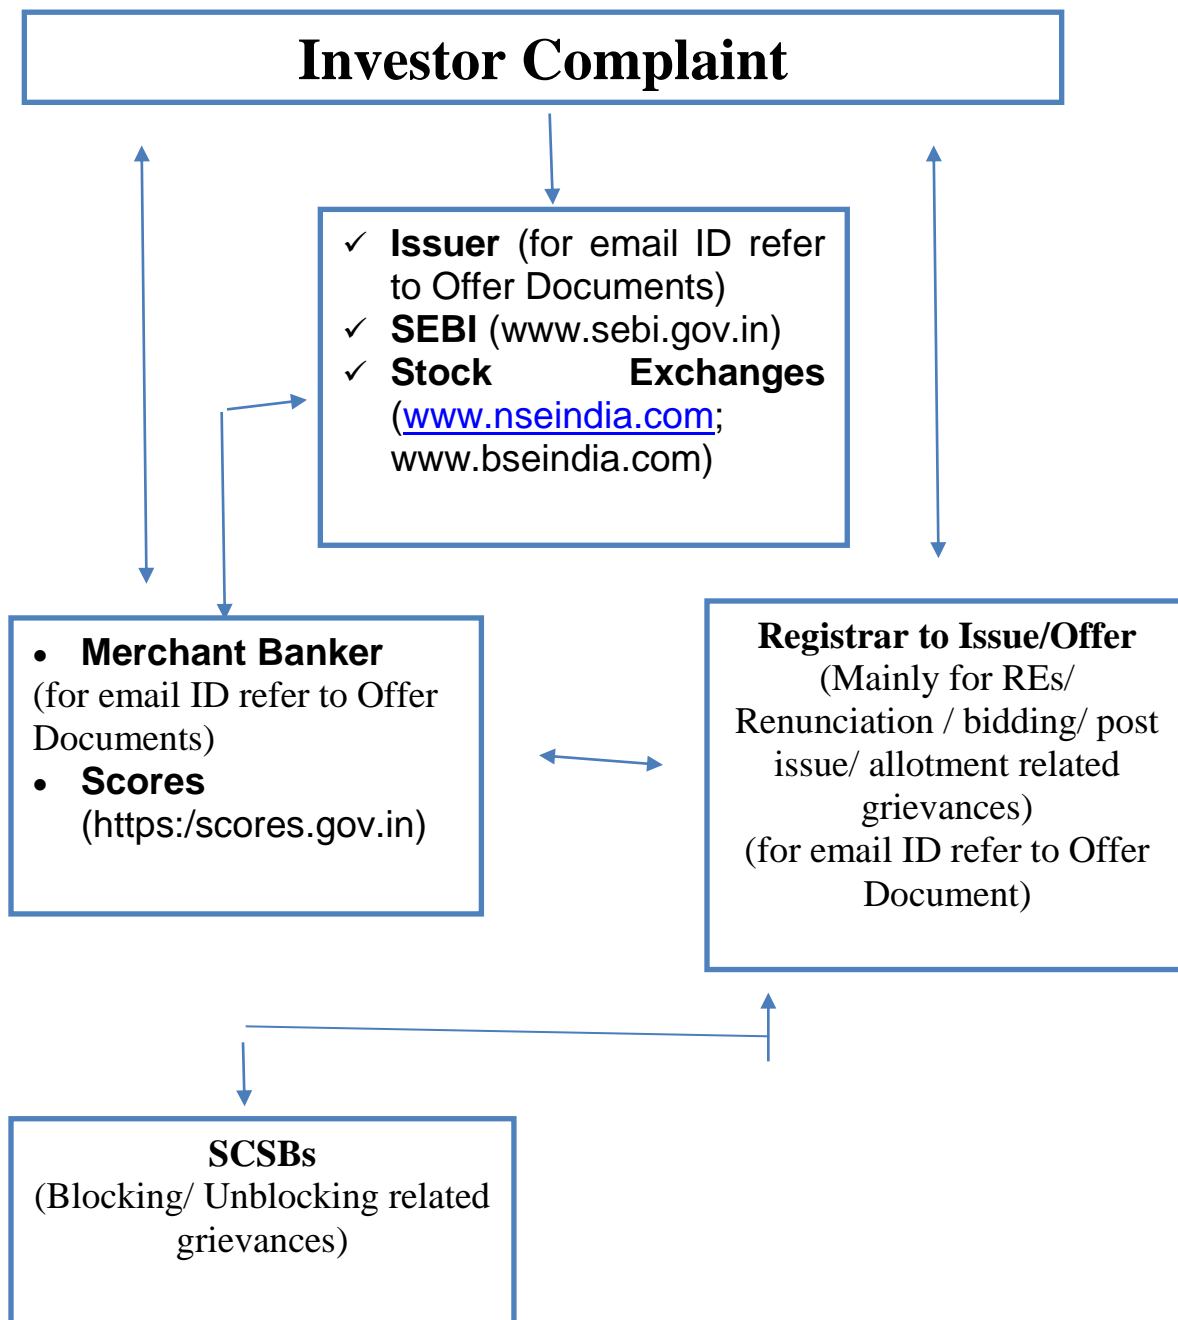 Investor Complaint
✓ Issuer (for email ID refer
to Offer Documents)
✓ SEBI (www.sebi.gov.in)
✓ Stock Exchanges
(www.nseindia.com;
www.bseindia.com)
• Merchant Banker
(for email ID refer to Offer
Documents)
• Scores
(https:/scores.gov.in)
Registrar to Issue/Offer
(Mainly for REs/
Renunciation / bidding/ post
issue/ allotment related
grievances)
(for email ID refer to Offer
Document)
SCSBs
(Blocking/ Unblocking related
grievances)